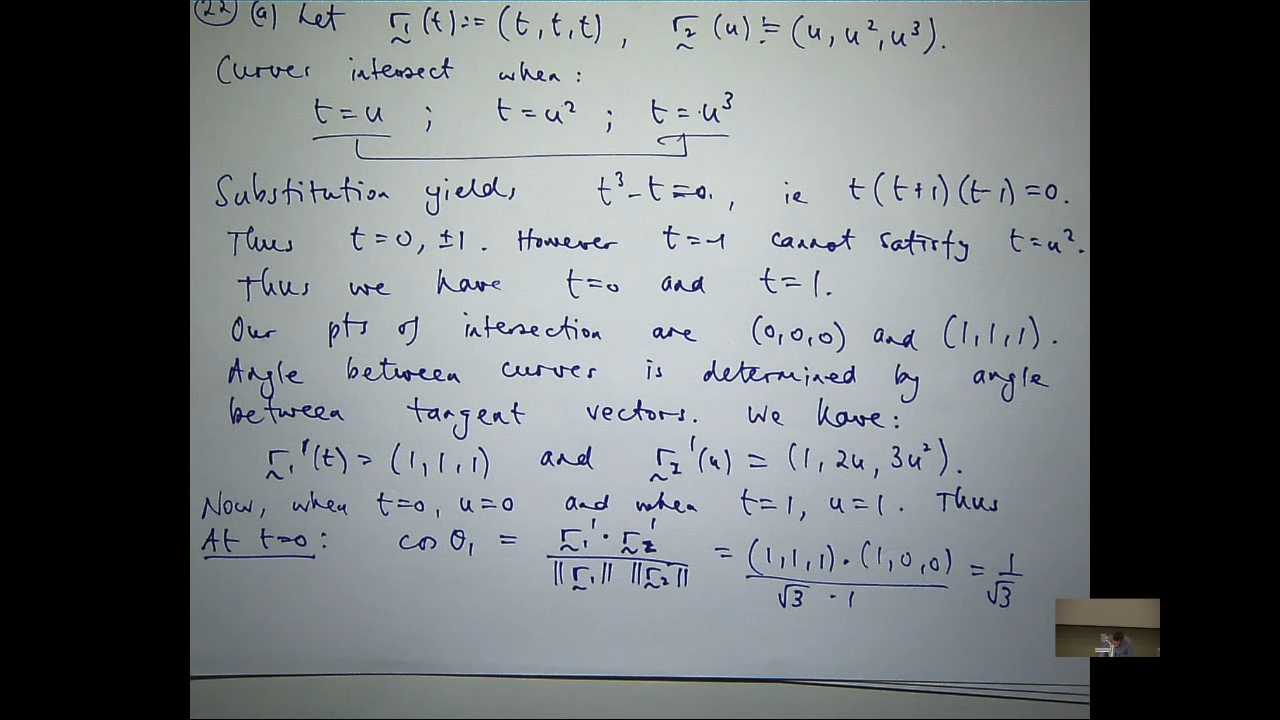 22 (a) Let r₁(t) := (t, t, t), r₂(u) := (u, u², u³).
Curves intersect when:
t = u ; t = u² ; t = u³
Substitution yields t³ - t = 0, ie t(t+1)(t-1) = 0.
Thus t = 0, ±1. However t = -1 cannot satisfy t = u².
Thus we have t=0 and t = 1.
Our pts of intersection are (0,0,0) and (1,1,1).
Angle between curves is determined by angle
between tangent vectors. We have:
r₁'(t) = (1,1,1) and r₂'(u) = (1, 2u, 3u²).
Now, when t=0, u=0 and when t=1, u=1. Thus
At t=0: cos θ₁ = r₁' · r₂' / ||r₁|| ||r₂|| = (1,1,1) · (1,0,0) / √3 · 1 = 1/√3